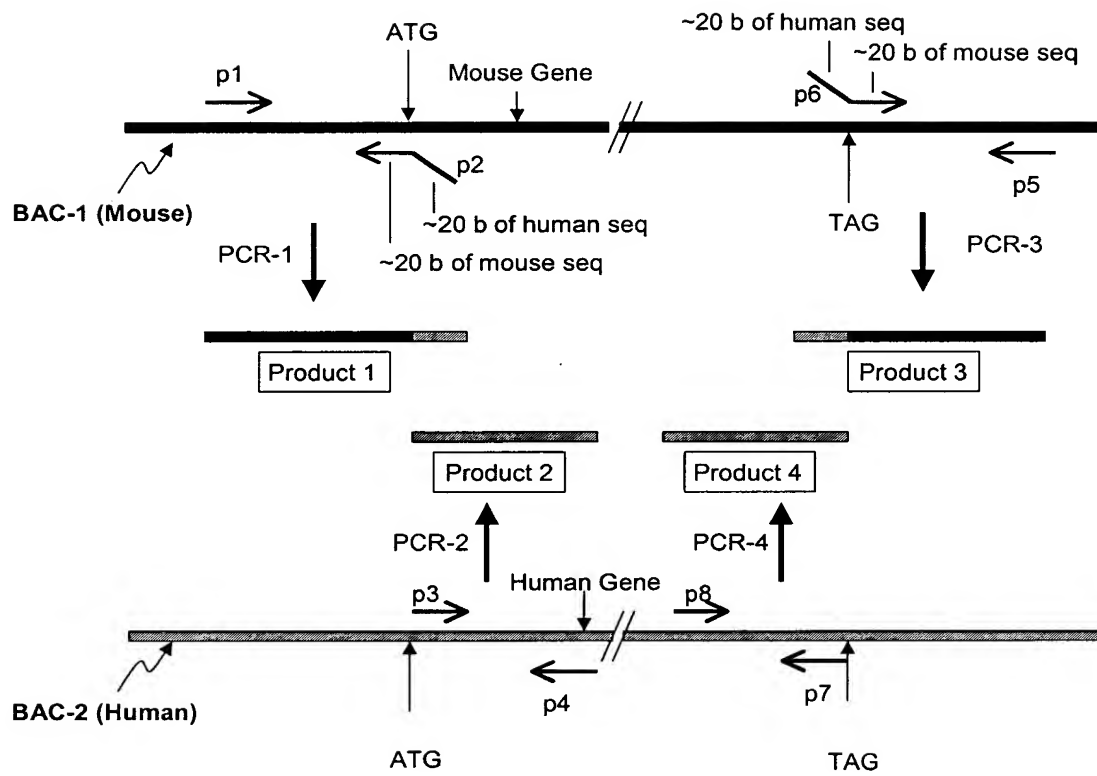 ~20 b of human seq
~20 b of mouse seq
ATG
Mouse Gene
p1
p6
p2
p5
BAC-1 (Mouse)
~20 b of human seq
~20 b of mouse seq
TAG
PCR-1
PCR-3
Product 1
Product 3
Product 2
Product 4
PCR-2
PCR-4
Human Gene
p3
p8
p4
p7
BAC-2 (Human)
ATG
TAG